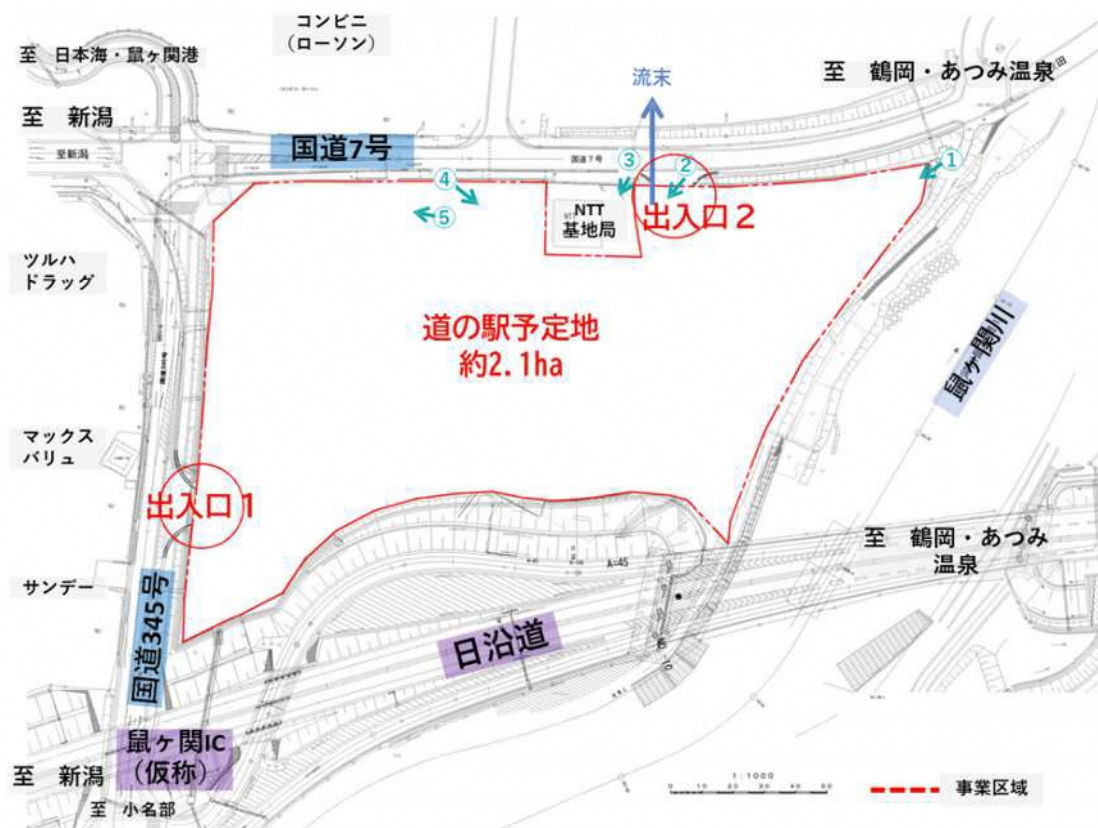 コンビニ
(ローソン)
至 日本海・鼠ヶ関港
至 鶴岡・あつみ温泉
流末
至 新潟
至新潟
国道7号
国道7号
①
②
③
④
⑤
NTT
基地局
出入口2
ツルハ
ドラッグ
道の駅予定地
約2.1ha
鼠ヶ関川
マックス
バリュ
出入口1
至 鶴岡・あつみ
温泉
A=45
サンデー
国道345号
日沿道
鼠ヶ関IC
(仮称)
至 新潟
至 小名部
1:1000
0 10 20 30 40 50
事業区域